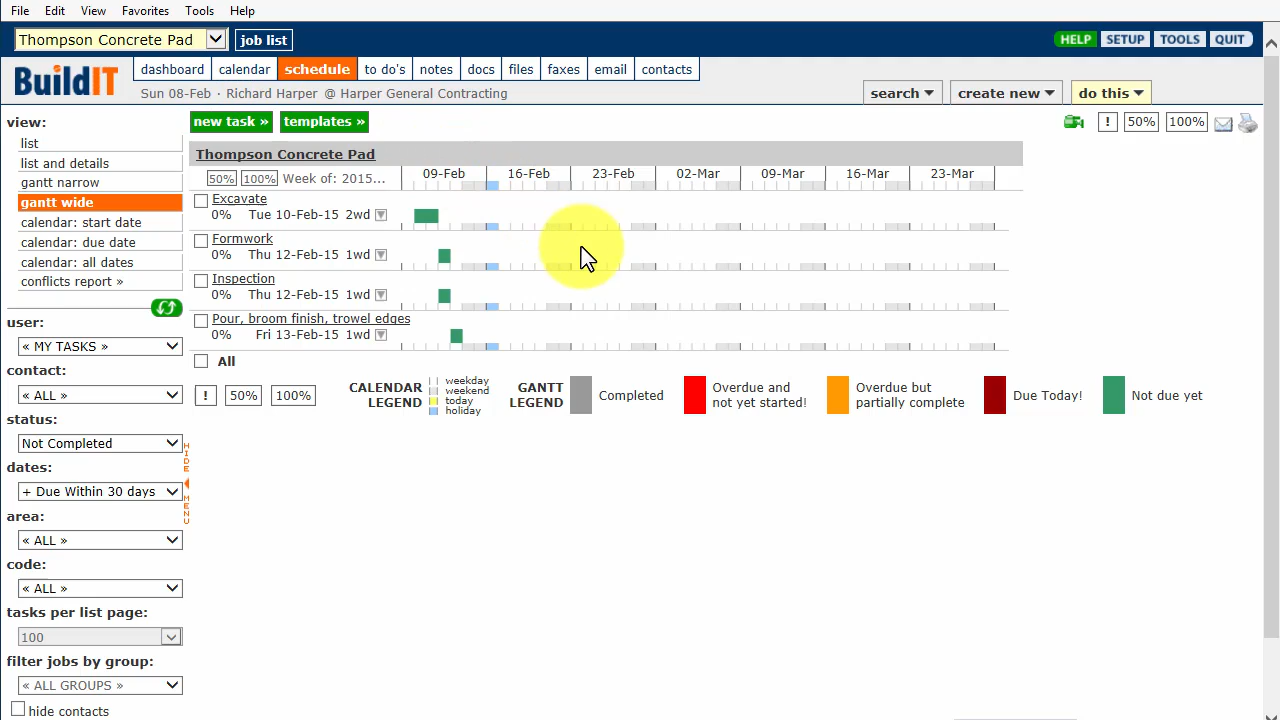 File Edit View Favorites Tools Help
Thompson Concrete Pad job list HELP SETUP TOOLS QUIT
BuildIT dashboard calendar schedule to do's notes docs files faxes email contacts
Sun 08-Feb · Richard Harper @ Harper General Contracting search create new do this
view: new task » templates » ! 50% 100%
list
list and details
gantt narrow
gantt wide
calendar: start date
calendar: due date
calendar: all dates
conflicts report »
user:
« MY TASKS »
contact:
« ALL »
status:
Not Completed
dates:
+ Due Within 30 days
area:
« ALL »
code:
« ALL »
tasks per list page:
100
filter jobs by group:
« ALL GROUPS »
hide contacts
HIDE MENU
Thompson Concrete Pad
50% 100% Week of: 2015... 09-Feb 16-Feb 23-Feb 02-Mar 09-Mar 16-Mar 23-Mar
Excavate
0% Tue 10-Feb-15 2wd
Formwork
0% Thu 12-Feb-15 1wd
Inspection
0% Thu 12-Feb-15 1wd
Pour, broom finish, trowel edges
0% Fri 13-Feb-15 1wd
All
! 50% 100%
CALENDAR LEGEND
weekday
weekend
today
holiday
GANTT LEGEND
Completed
Overdue and
not yet started!
Overdue but
partially complete
Due Today!
Not due yet